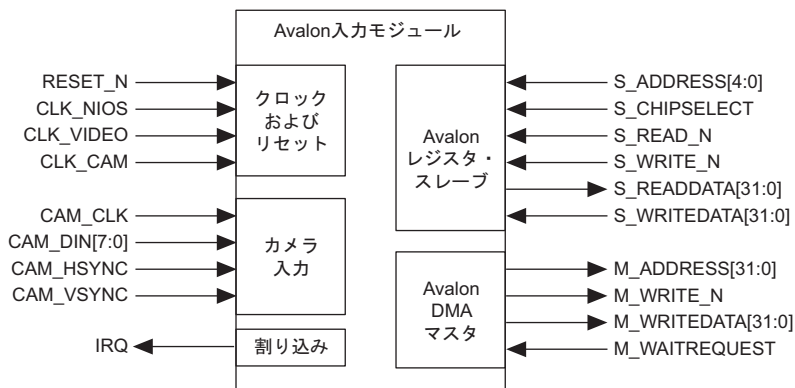 Avalon入力モジュール
RESET_N
CLK_NIOS
CLK_VIDEO
CLK_CAM
クロック
および
リセット
CAM_CLK
CAM_DIN[7:0]
CAM_HSYNC
CAM_VSYNC
カメラ
入力
IRQ
割り込み
Avalon
レジスタ・
スレーブ
S_ADDRESS[4:0]
S_CHIPSELECT
S_READ_N
S_WRITE_N
S_READDATA[31:0]
S_WRITEDATA[31:0]
Avalon
DMA
マスタ
M_ADDRESS[31:0]
M_WRITE_N
M_WRITEDATA[31:0]
M_WAITREQUEST